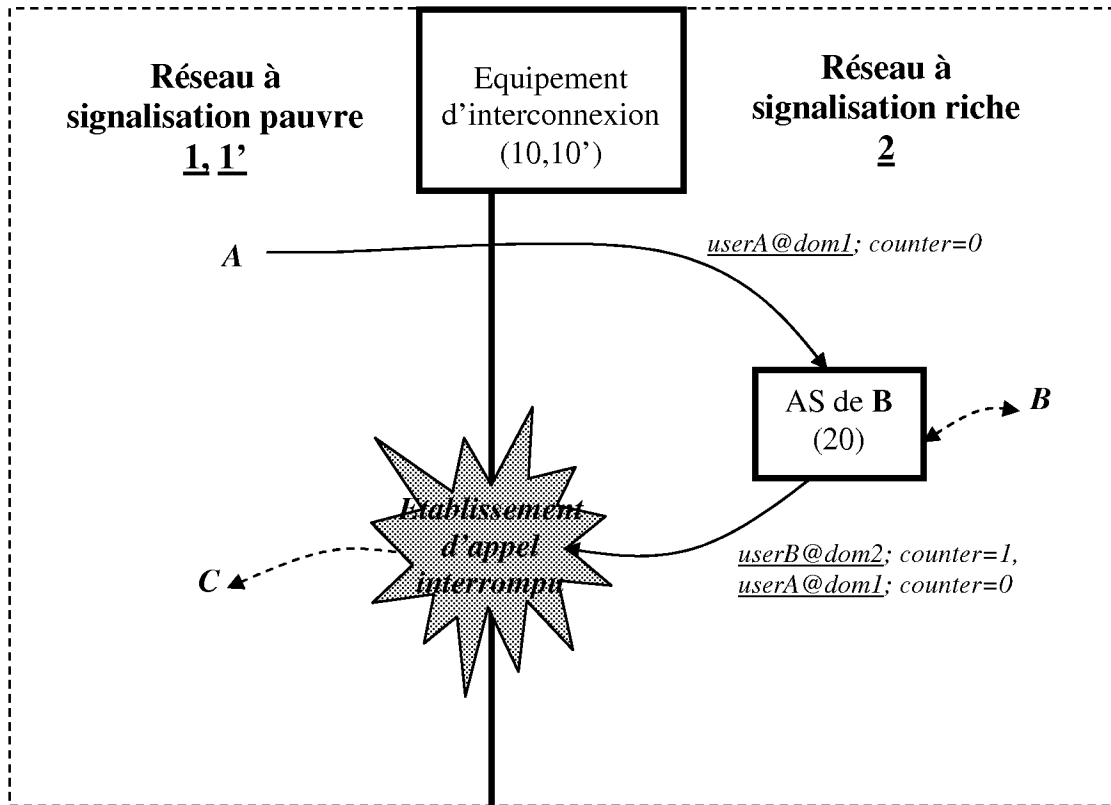 Réseau à
signalisation pauvre
1, 1’
Equipement
d’interconnexion
(10,10’)
Réseau à
signalisation riche
2
A
userA@dom1; counter=0
AS de B
(20)
B
Etablissement
d’appel
interrompu
C
userB@dom2; counter=1,
userA@dom1; counter=0